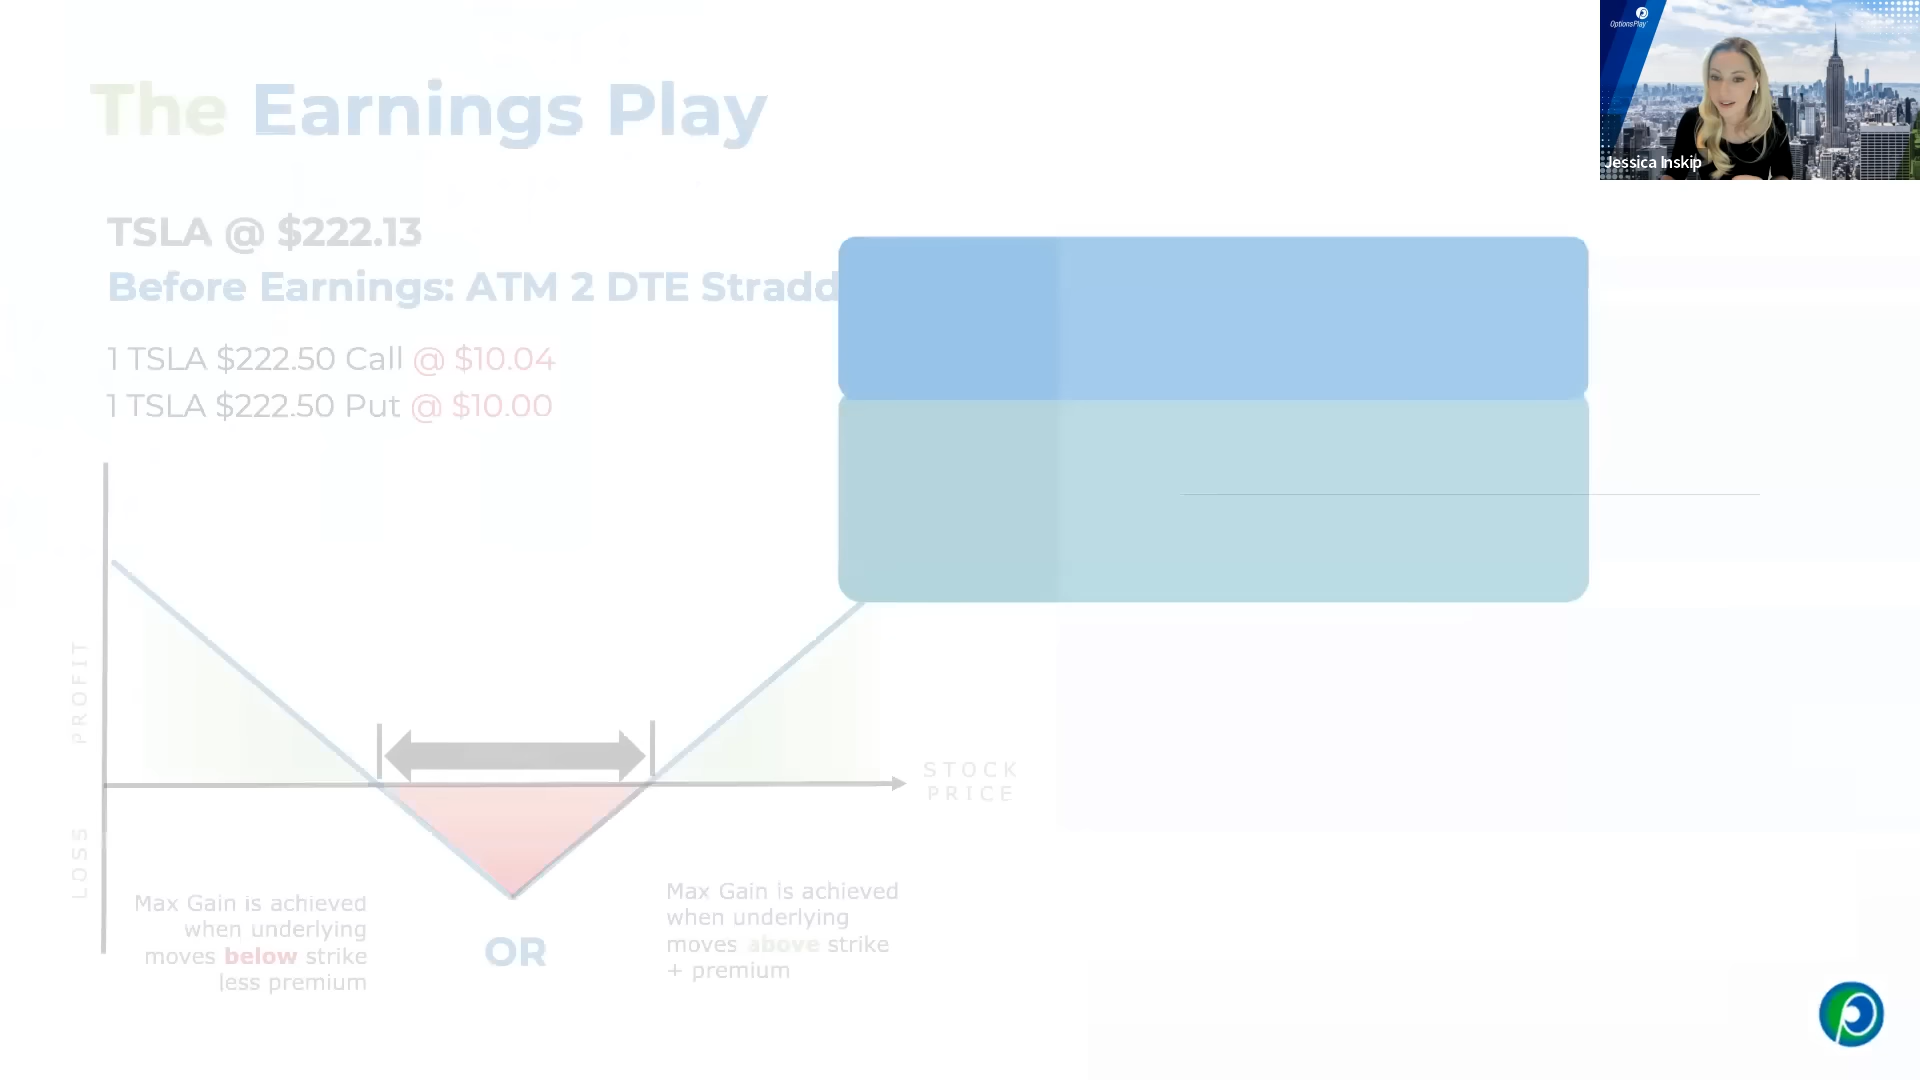 The Earnings Play
OptionsPlay
Jessica Inskip
TSLA @ $222.13
Before Earnings: ATM 2 DTE Stradd
1 TSLA $222.50 Call @ $10.04
1 TSLA $222.50 Put @ $10.00
PROFIT
LOSS
STOCK
PRICE
Max Gain is achieved
when underlying
moves below strike
less premium
OR
Max Gain is achieved
when underlying
moves above strike
+ premium